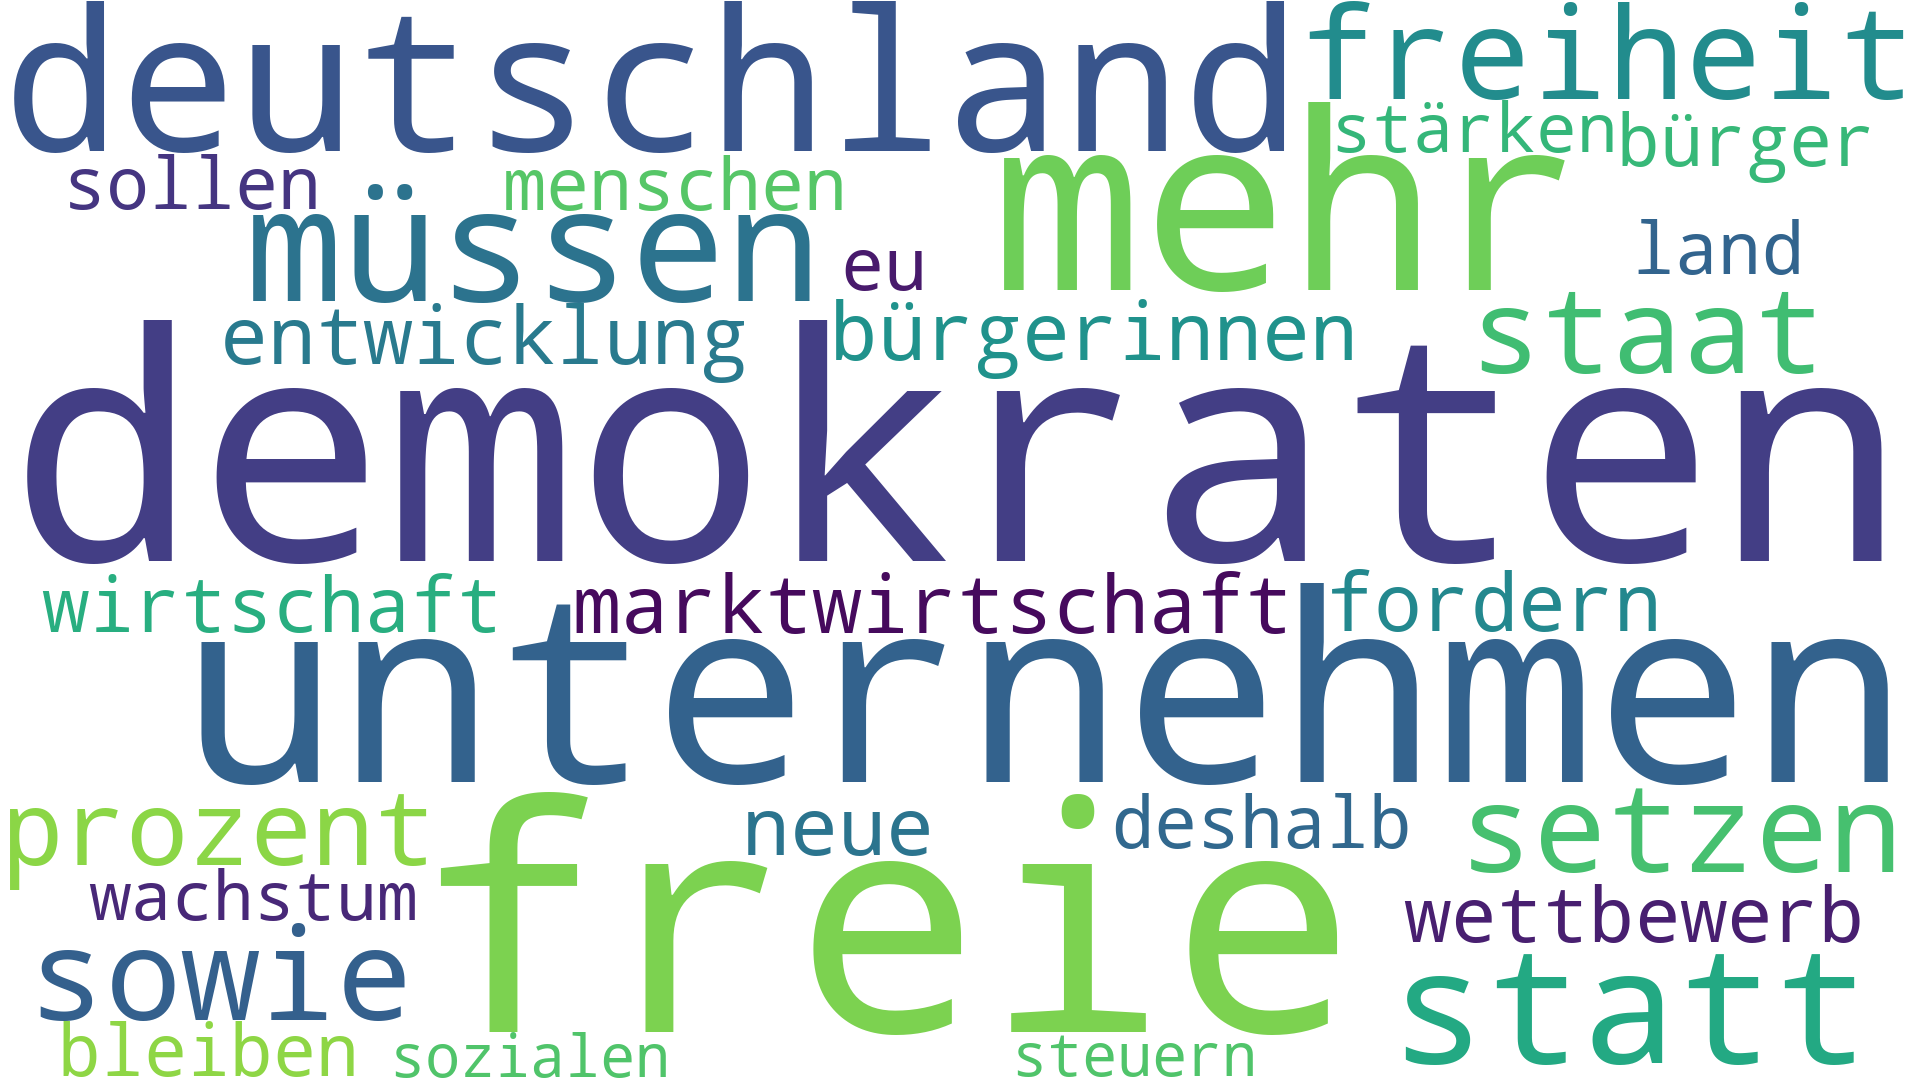 deutschland freiheit
stärken bürger
sollen menschen mehr
müssen eu land
entwicklung bürgerinnen staat
demokraten
wirtschaft marktwirtschaft fordern
unternehmen
prozent neue deshalb setzen
wachstum freie wettbewerb
sowie statt
bleiben sozialen steuern